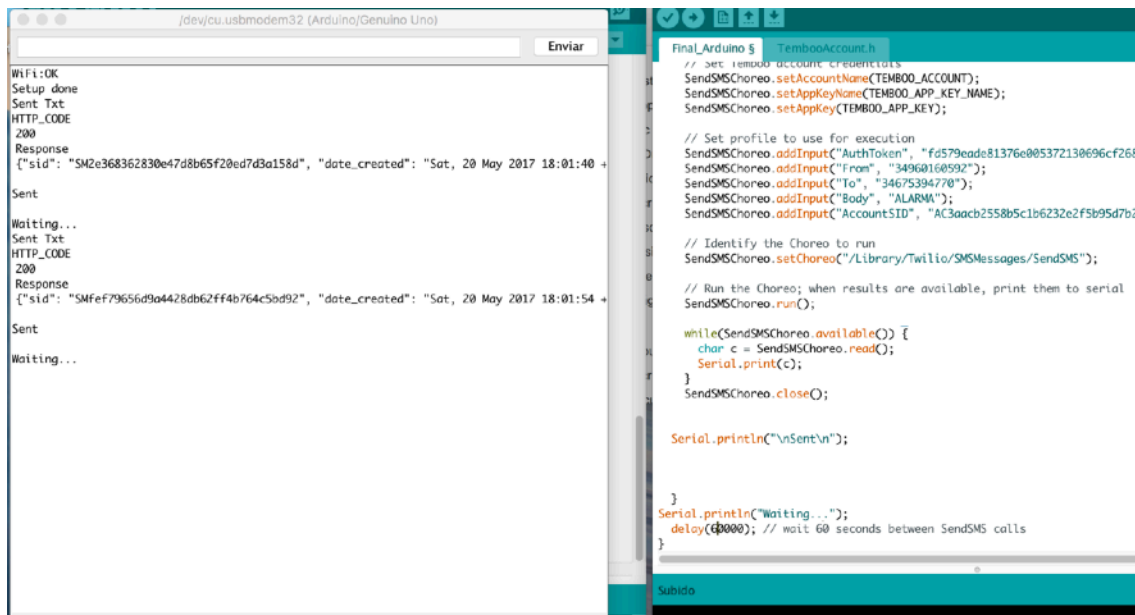 /dev/cu.usbmodem32 (Arduino/Genuino Uno)
Enviar
WiFi:OK
Setup done
Sent Txt
HTTP_CODE
200
Response
{"sid": "SM2e368362830e47d8b65f20ed7d3a158d", "date_created": "Sat, 20 May 2017 18:01:40 +
Sent
Waiting...
Sent Txt
HTTP_CODE
200
Response
{"sid": "SMfef79656d9a4428db62ff4b764c5bd92", "date_created": "Sat, 20 May 2017 18:01:54 +
Sent
Waiting...
Final_Arduino §
TembooAccount.h
// Set Temboo account credentials
SendSMSChoreo.setAccountName(TEMBOO_ACCOUNT);
SendSMSChoreo.setAppKeyName(TEMBOO_APP_KEY_NAME);
SendSMSChoreo.setAppKey(TEMBOO_APP_KEY);
// Set profile to use for execution
SendSMSChoreo.addInput("AuthToken", "fd579eade81376e005372130696cf268
SendSMSChoreo.addInput("From", "34960160592");
SendSMSChoreo.addInput("To", "34675394770");
SendSMSChoreo.addInput("Body", "ALARMA");
SendSMSChoreo.addInput("AccountSID", "AC3aacb2558b5c1b6232e2f5b95d7b2
// Identify the Choreo to run
SendSMSChoreo.setChoreo("/Library/Twilio/SMSMessages/SendSMS");
// Run the Choreo; when results are available, print them to serial
SendSMSChoreo.run();
while(SendSMSChoreo.available()) {
char c = SendSMSChoreo.read();
Serial.print(c);
}
SendSMSChoreo.close();
Serial.println("\nSent\n");
}
Serial.println("Waiting...");
delay(60000); // wait 60 seconds between SendSMS calls
}
Subido